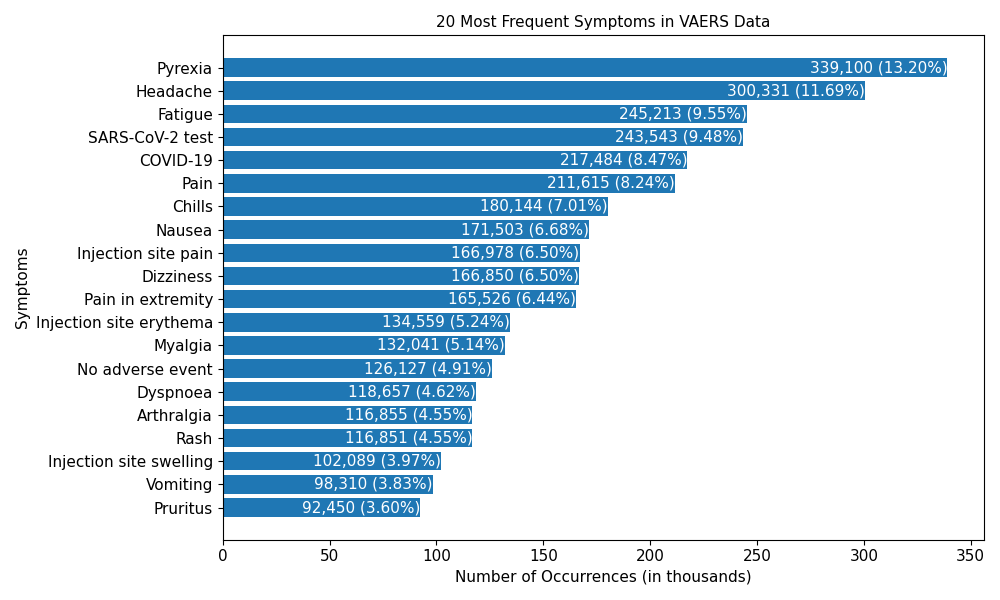 20 Most Frequent Symptoms in VAERS Data
Symptoms
Pyrexia 339,100 (13.20%)
Headache 300,331 (11.69%)
Fatigue 245,213 (9.55%)
SARS-CoV-2 test 243,543 (9.48%)
COVID-19 217,484 (8.47%)
Pain 211,615 (8.24%)
Chills 180,144 (7.01%)
Nausea 171,503 (6.68%)
Injection site pain 166,978 (6.50%)
Dizziness 166,850 (6.50%)
Pain in extremity 165,526 (6.44%)
Injection site erythema 134,559 (5.24%)
Myalgia 132,041 (5.14%)
No adverse event 126,127 (4.91%)
Dyspnoea 118,657 (4.62%)
Arthralgia 116,855 (4.55%)
Rash 116,851 (4.55%)
Injection site swelling 102,089 (3.97%)
Vomiting 98,310 (3.83%)
Pruritus 92,450 (3.60%)
0 50 100 150 200 250 300 350
Number of Occurrences (in thousands)